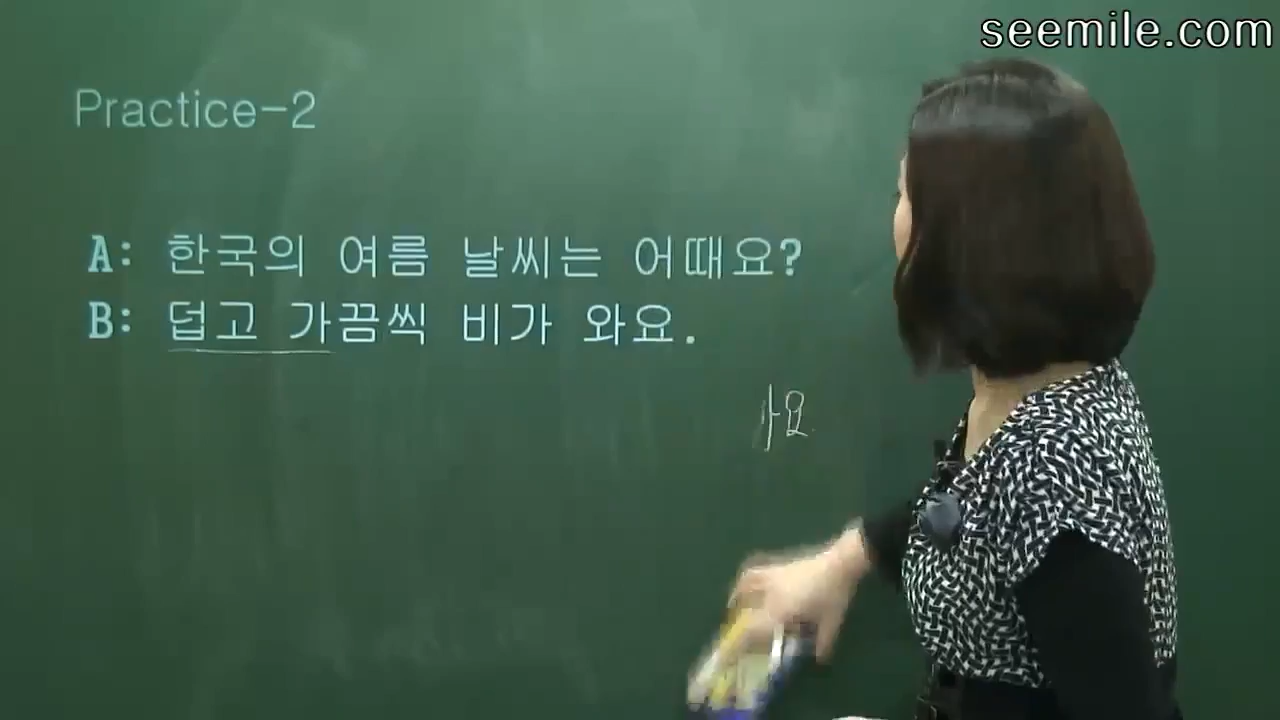 seemile.com
Practice-2
A: 한국의 여름 날씨는 어때요?
B: 덥고 가끔씩 비가 와요.